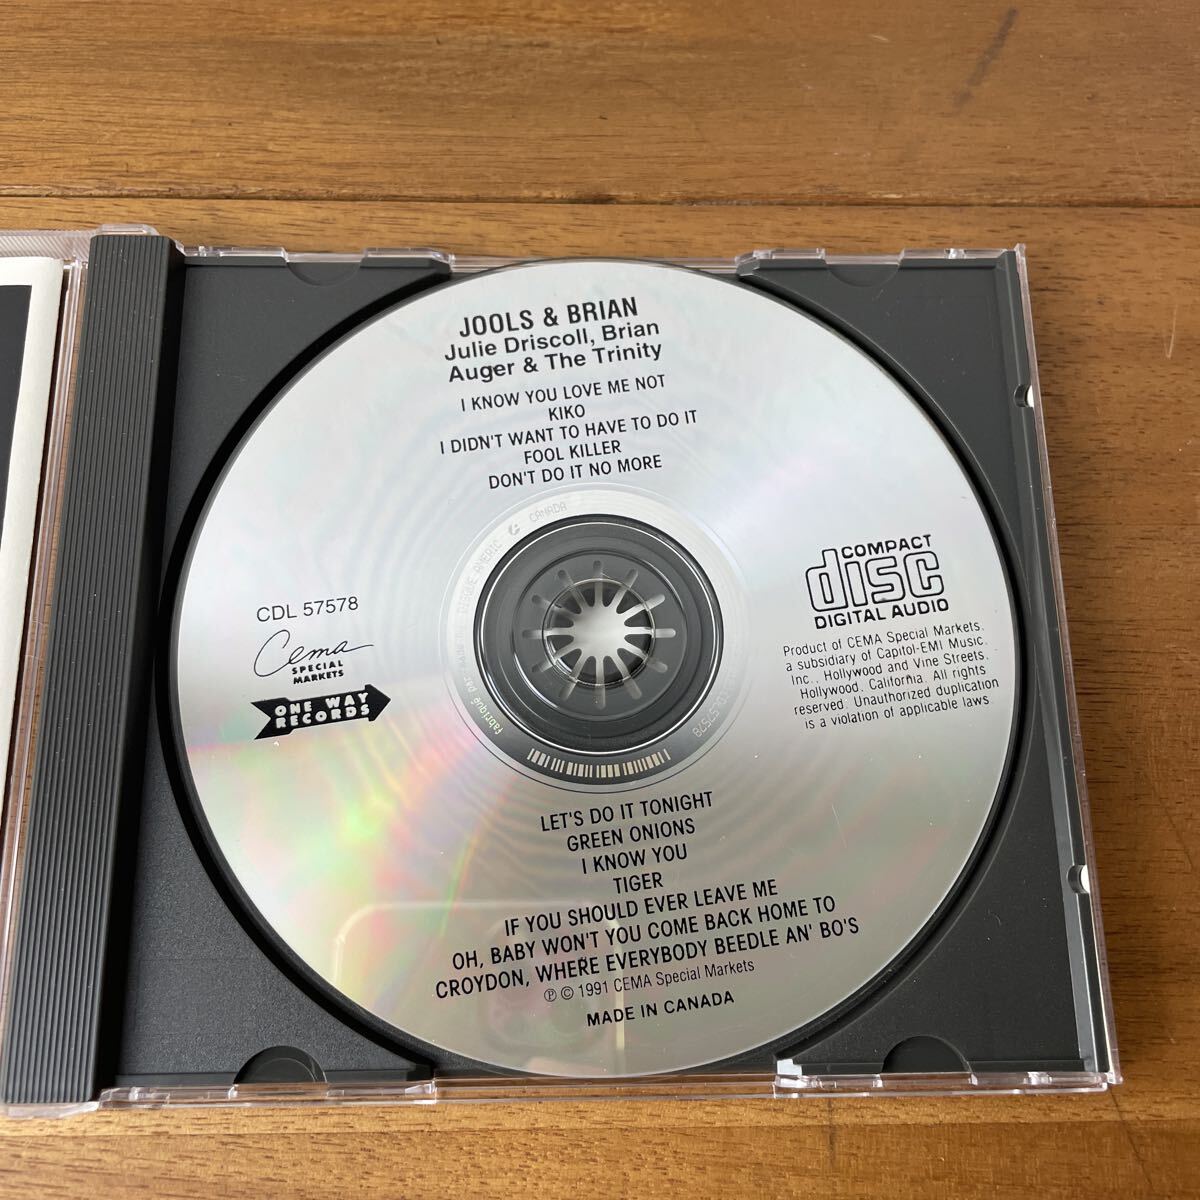 JOOLS & BRIAN
Julie Driscoll, Brian
Auger & The Trinity
I KNOW YOU LOVE ME NOT
KIKO
I DIDN'T WANT TO HAVE TO DO IT
FOOL KILLER
DON'T DO IT NO MORE
CANADA
CDL 57578
Cema
SPECIAL
MARKETS
ONE WAY
RECORDS
COMPACT
disc
DIGITAL AUDIO
Product of CEMA Special Markets,
a subsidiary of Capitol-EMI Music,
Inc., Hollywood and Vine Streets,
Hollywood, California. All rights
reserved. Unauthorized duplication
is a violation of applicable laws.
LET'S DO IT TONIGHT
GREEN ONIONS
I KNOW YOU
TIGER
IF YOU SHOULD EVER LEAVE ME
OH, BABY WON'T YOU COME BACK HOME TO
CROYDON, WHERE EVERYBODY BEEDLE AN' BO'S
℗ © 1991 CEMA Special Markets
MADE IN CANADA